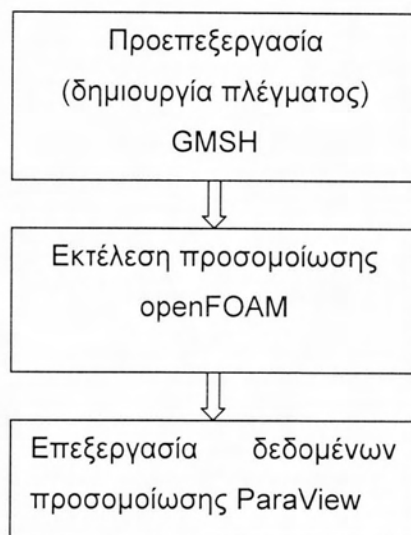 Προεπεξεργασία
(δημιουργία πλέγματος)
GMSH
Εκτέλεση προσομοίωσης
openFOAM
Επεξεργασία δεδομένων
προσομοίωσης ParaView